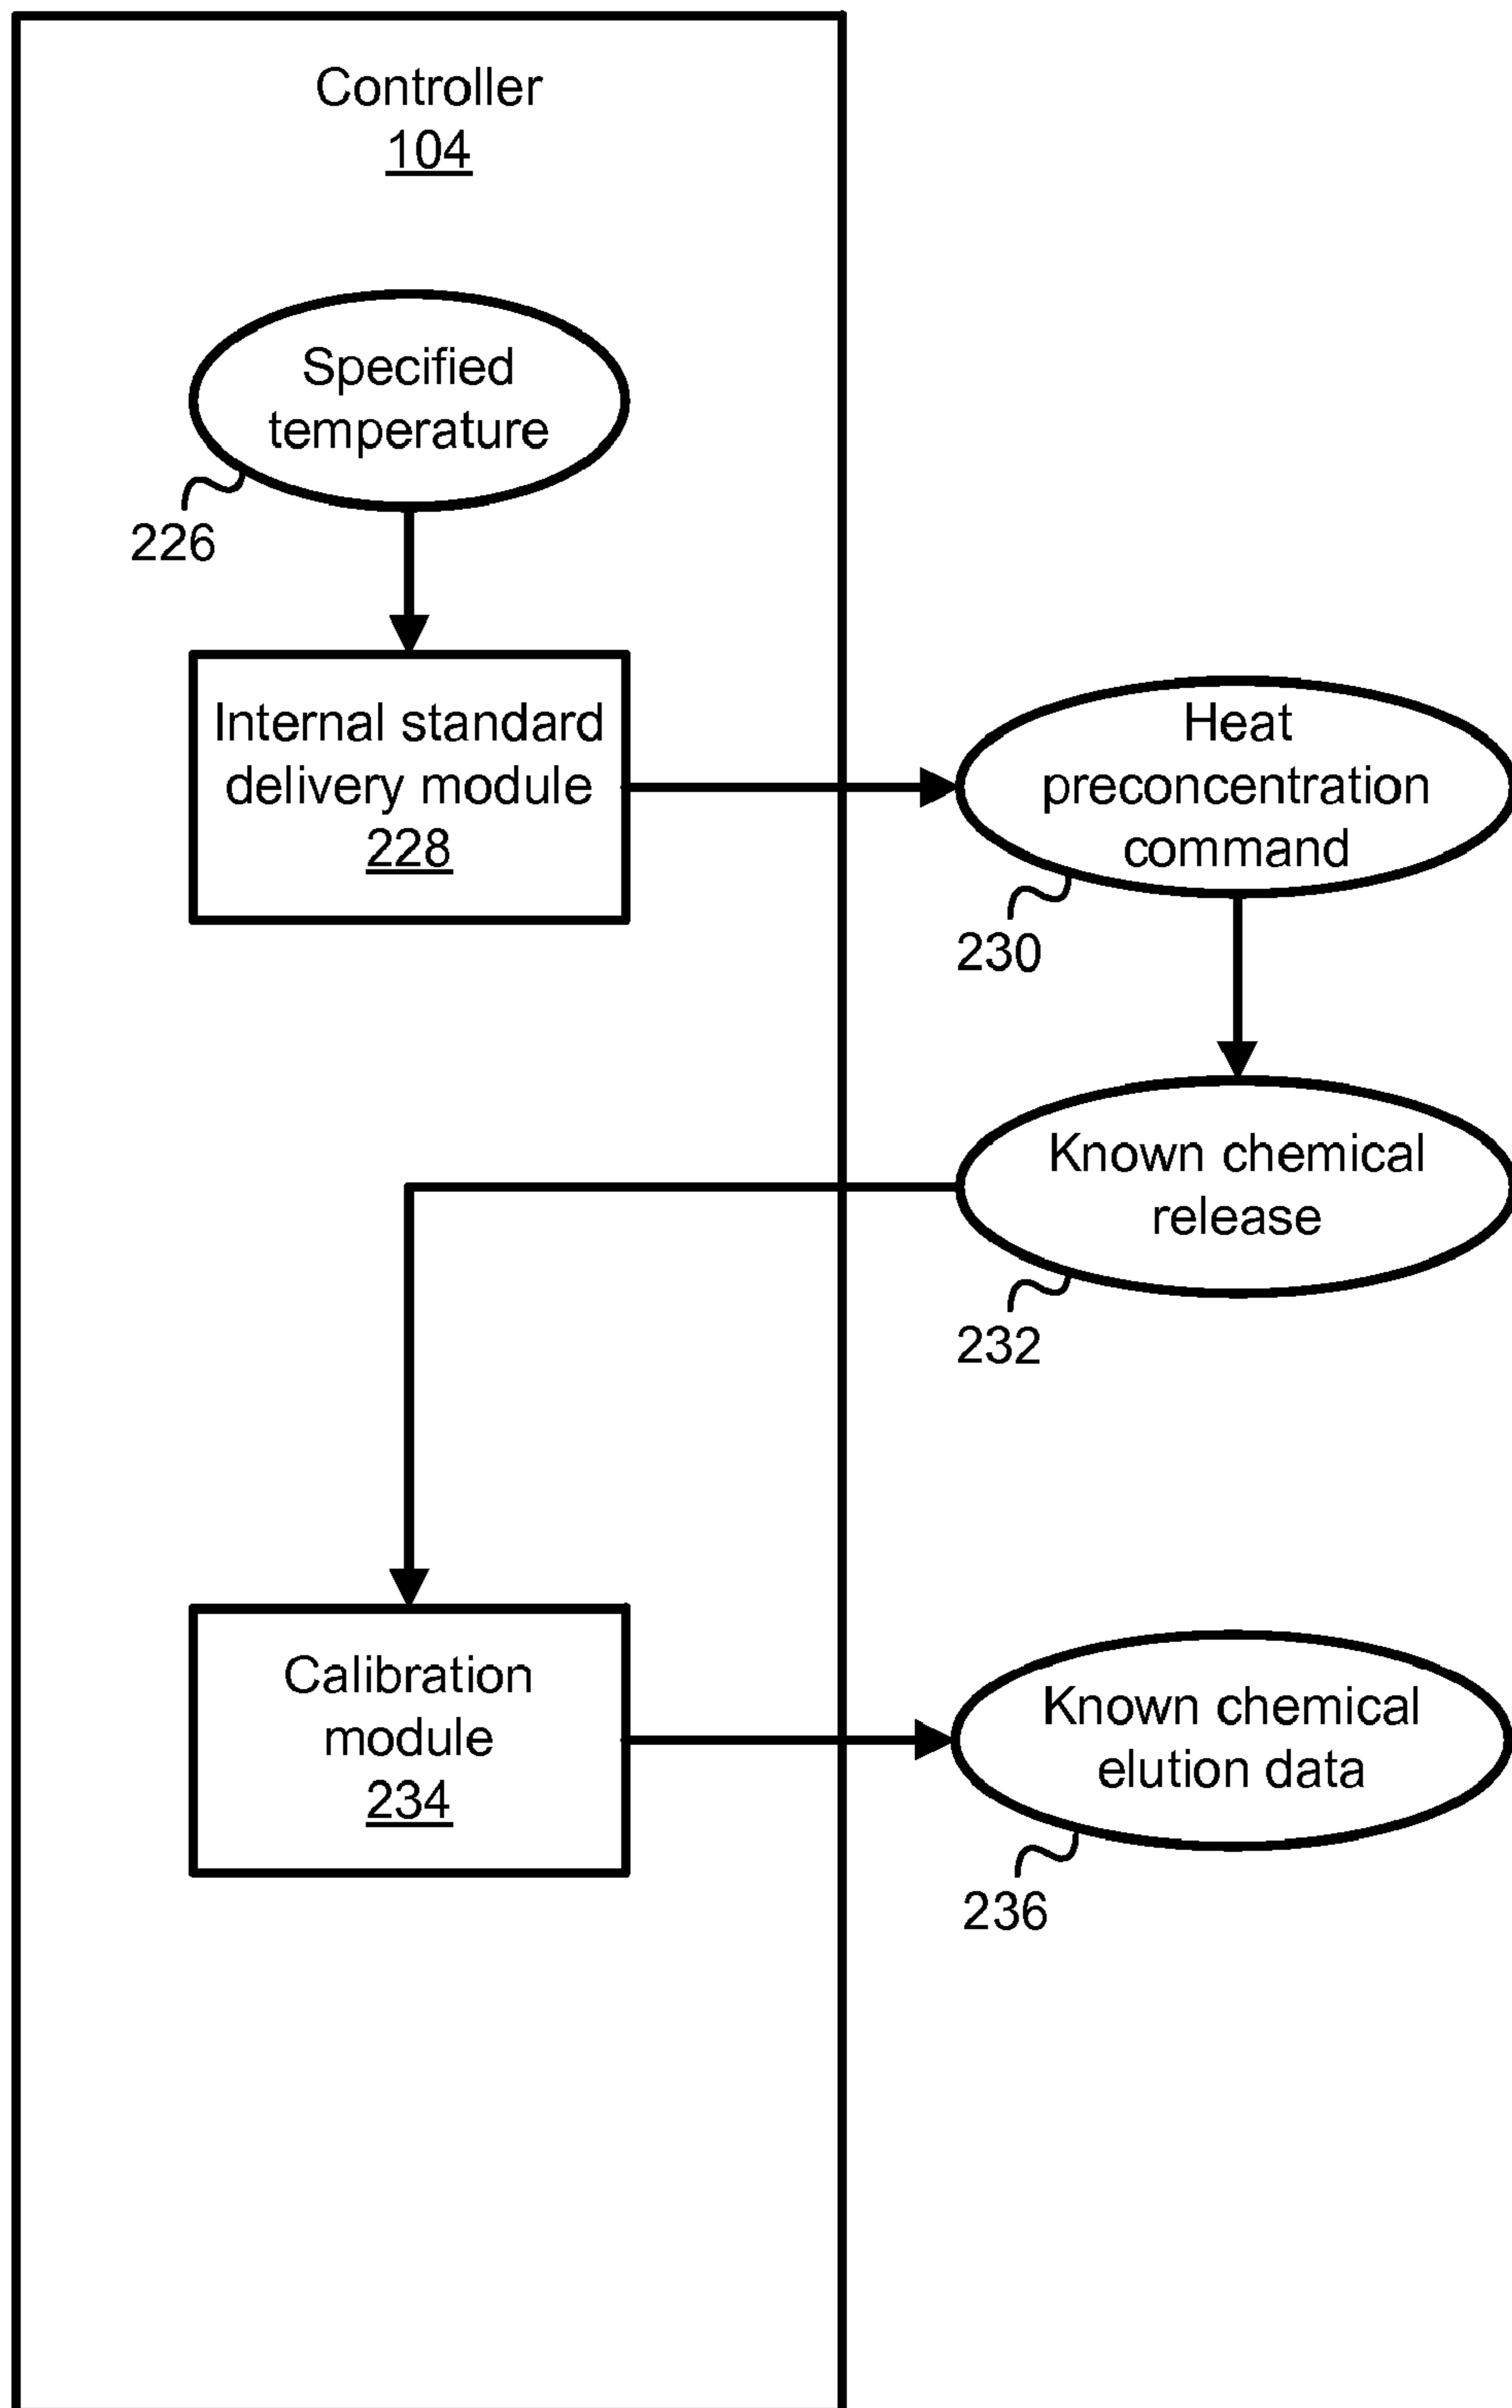 Controller
104
Specified
temperature
226
Internal standard
delivery module
228
Heat
preconcentration
command
230
Known chemical
release
232
Calibration
module
234
Known chemical
elution data
236